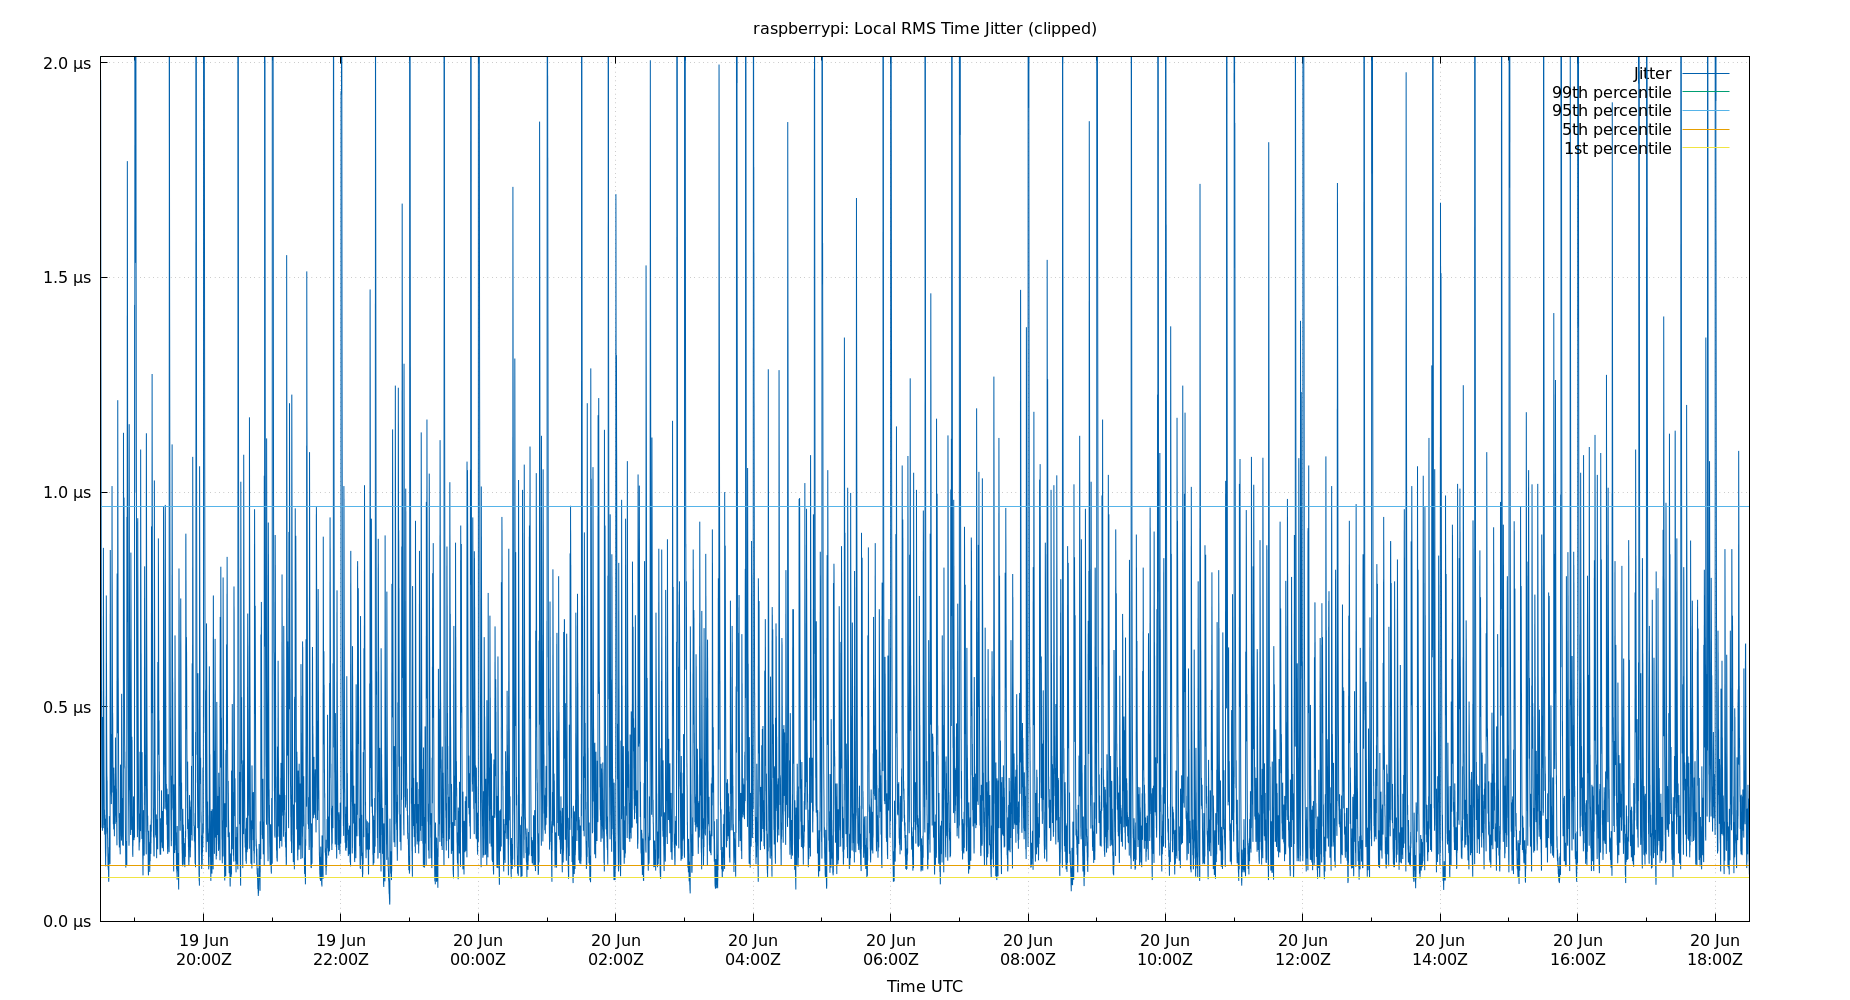 raspberrypi: Local RMS Time Jitter (clipped)
2.0 µs
1.5 µs
1.0 µs
0.5 µs
0.0 µs
Jitter
99th percentile
95th percentile
5th percentile
1st percentile
19 Jun
20:00Z
19 Jun
22:00Z
20 Jun
00:00Z
20 Jun
02:00Z
20 Jun
04:00Z
20 Jun
06:00Z
20 Jun
08:00Z
20 Jun
10:00Z
20 Jun
12:00Z
20 Jun
14:00Z
20 Jun
16:00Z
20 Jun
18:00Z
Time UTC